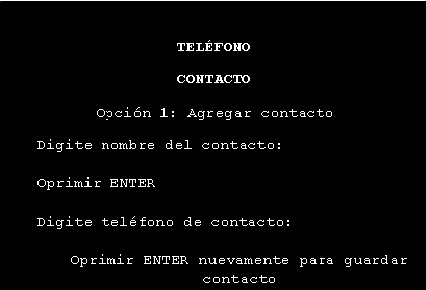 TELÉFONO
CONTACTO
Opción 1: Agregar contacto
Digite nombre del contacto:
Oprimir ENTER
Digite teléfono de contacto:
Oprimir ENTER nuevamente para guardar
contacto